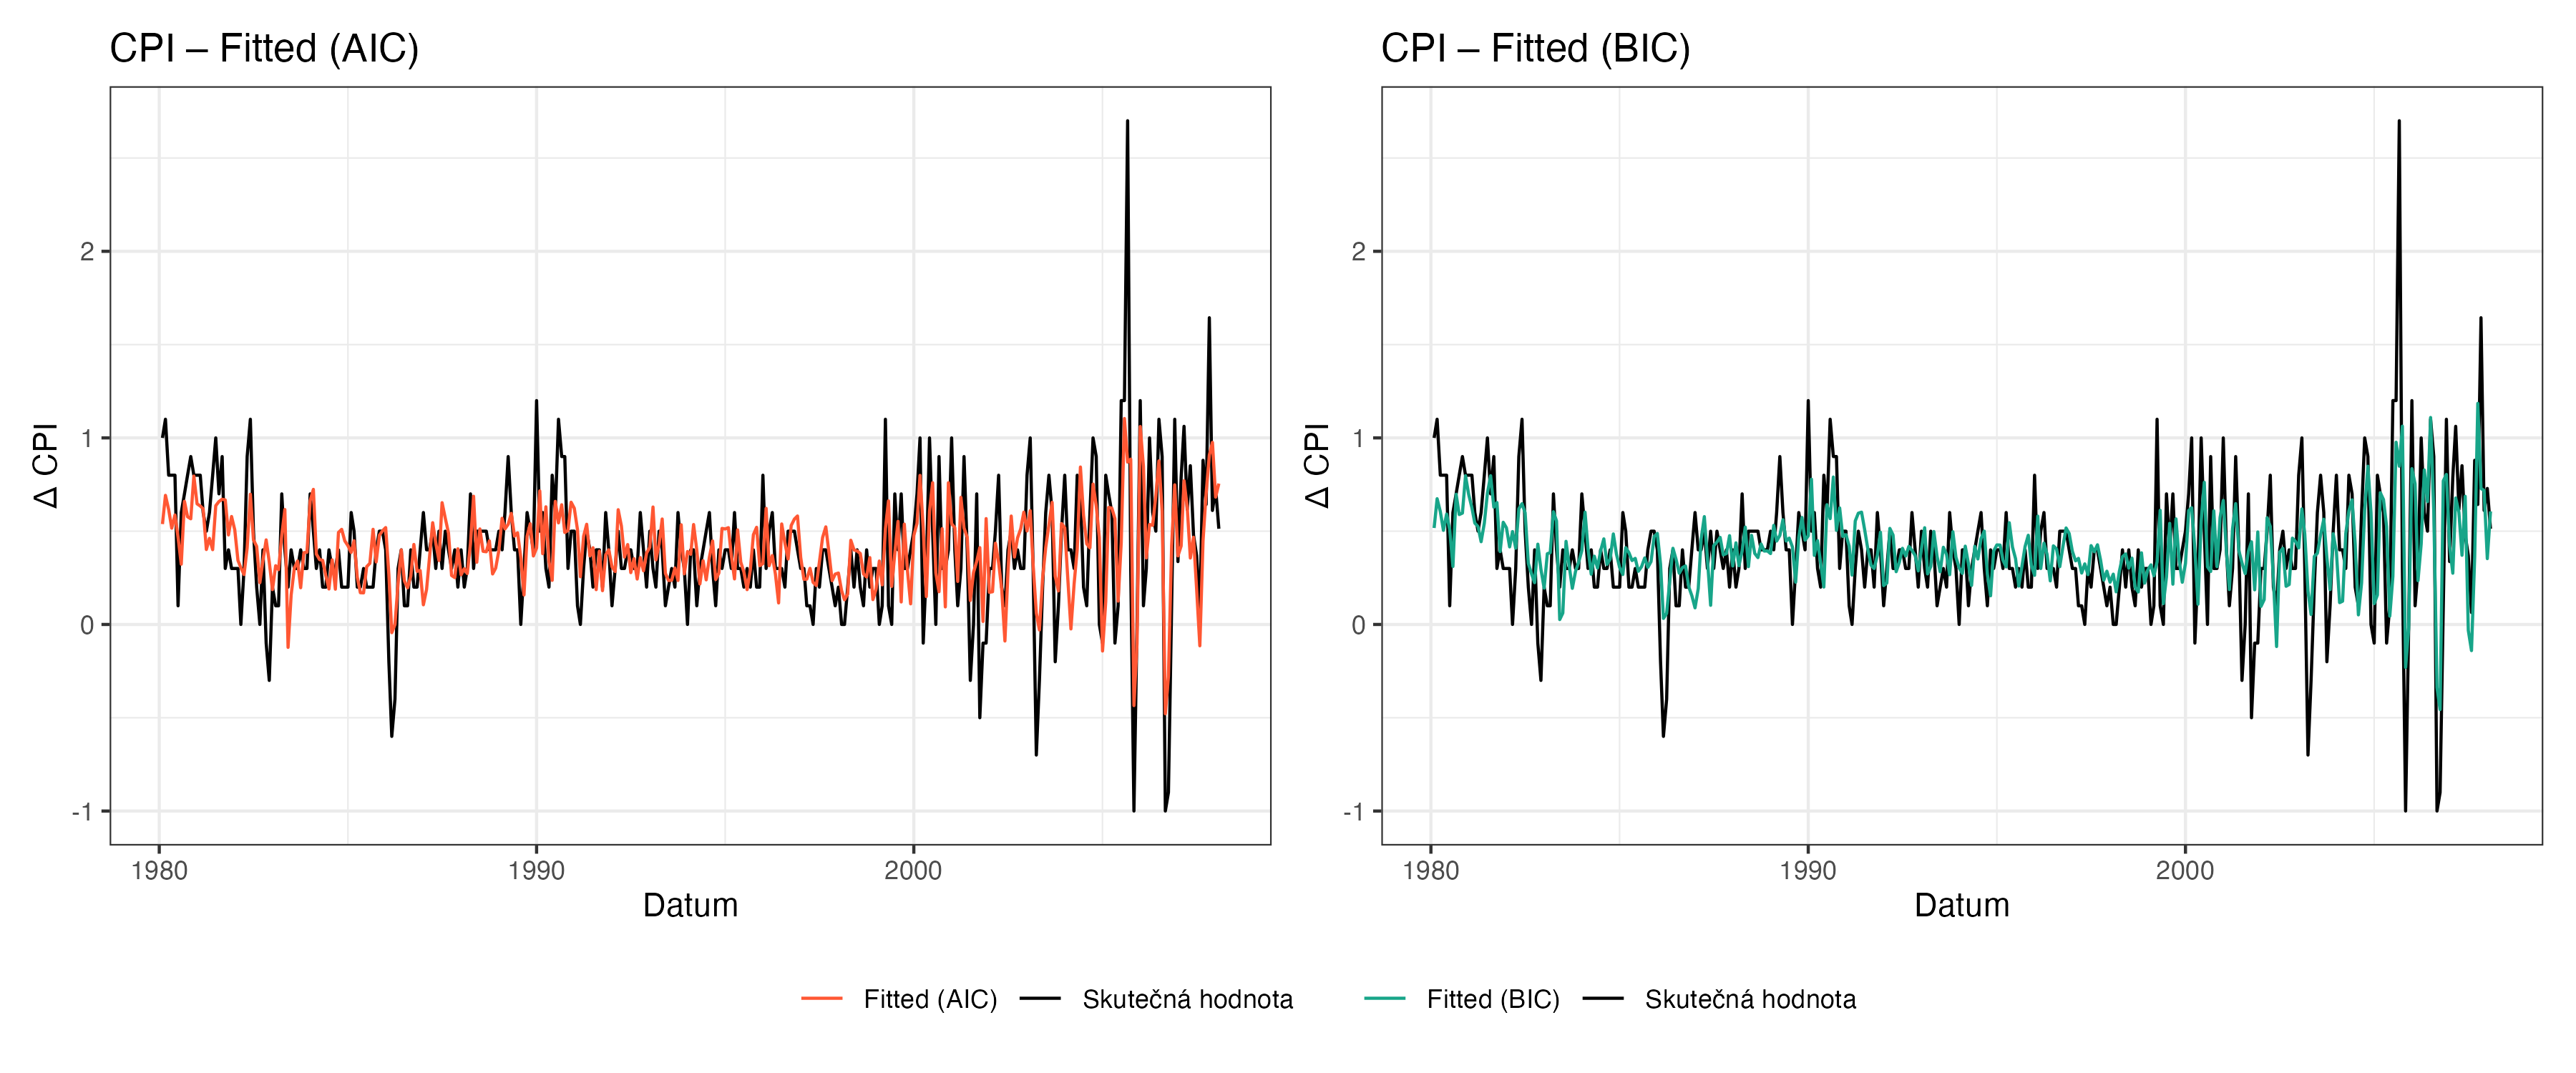 CPI – Fitted (AIC)
Δ CPI
2
1
0
-1
1980 1990 2000
Datum
CPI – Fitted (BIC)
Δ CPI
2
1
0
-1
1980 1990 2000
Datum
Fitted (AIC) Skutečná hodnota Fitted (BIC) Skutečná hodnota